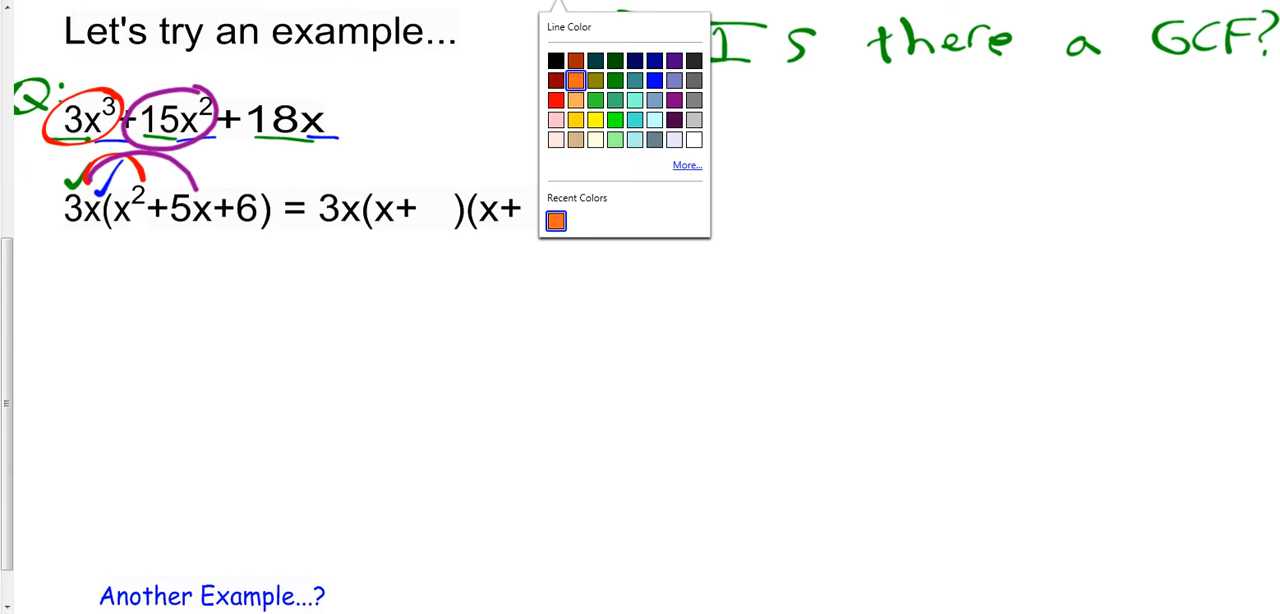 Let's try an example...
Is there a GCF?
Q:
3x³+15x²+18x
3x(x²+5x+6) = 3x(x+ )(x+
Line Color
More...
Recent Colors
Another Example...?